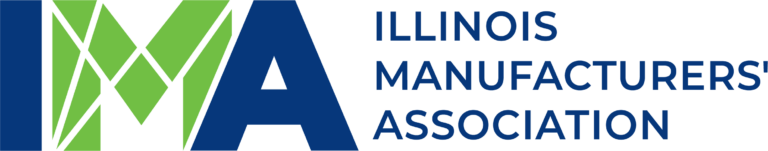 IMA
ILLINOIS
MANUFACTURERS'
ASSOCIATION